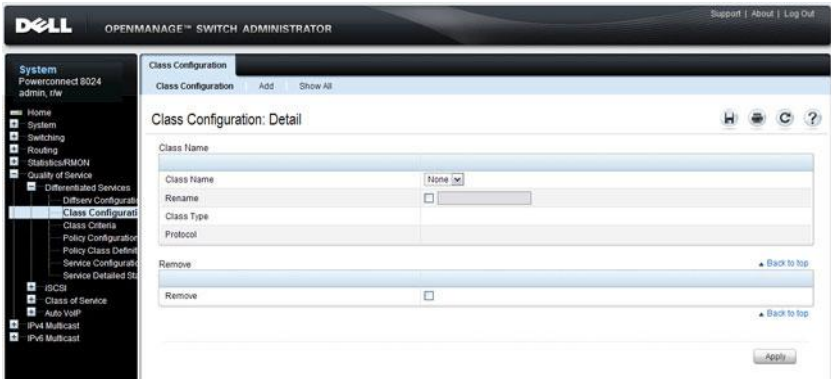 Support | About | Log Out
DELL
OPENMANAGE™ SWITCH ADMINISTRATOR
System
Powerconnect 8024
admin, r/w
Home
System
Switching
Routing
Statistics/RMON
Quality of Service
Differentiated Services
Diffserv Configurati
Class Configurati
Class Criteria
Policy Configuration
Policy Class Definit
Service Configuratic
Service Detailed Sta
iSCSI
Class of Service
Auto VoIP
IPv4 Multicast
IPv6 Multicast
Class Configuration
Class Configuration Add Show All
Class Configuration: Detail
Class Name
Class Name None
Rename
Class Type
Protocol
Remove
Back to top
Remove
Back to top
Apply